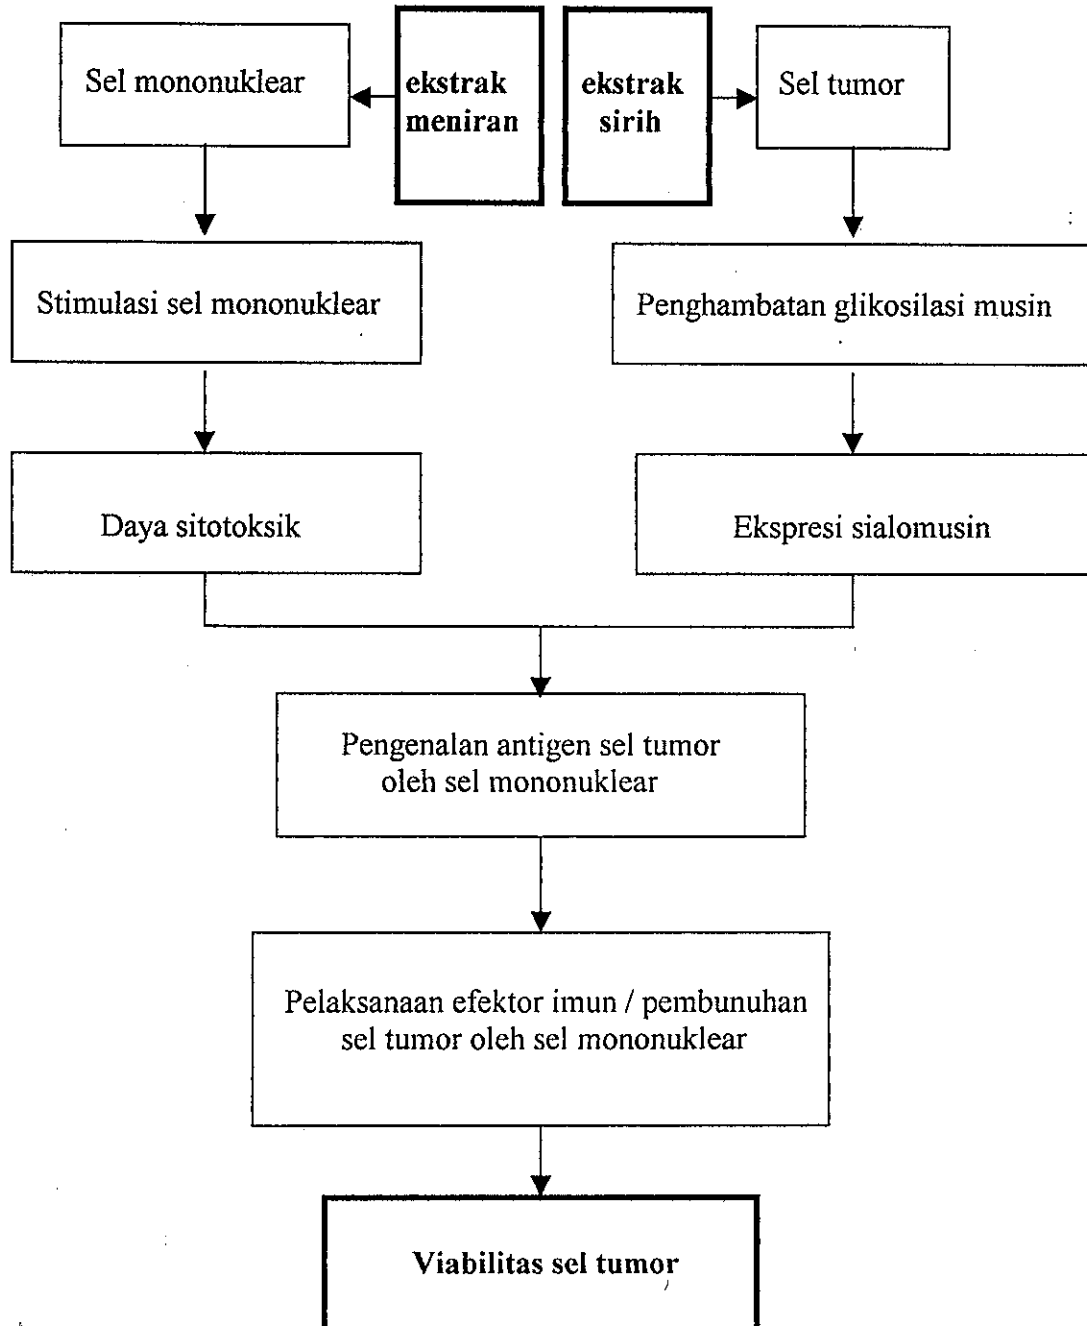 Sel mononuklear
ekstrak
meniran
ekstrak
sirih
Sel tumor
Stimulasi sel mononuklear
Penghambatan glikosilasi musin
Daya sitotoksik
Ekspresi sialomusin
Pengenalan antigen sel tumor
oleh sel mononuklear
Pelaksanaan efektor imun / pembunuhan
sel tumor oleh sel mononuklear
Viabilitas sel tumor